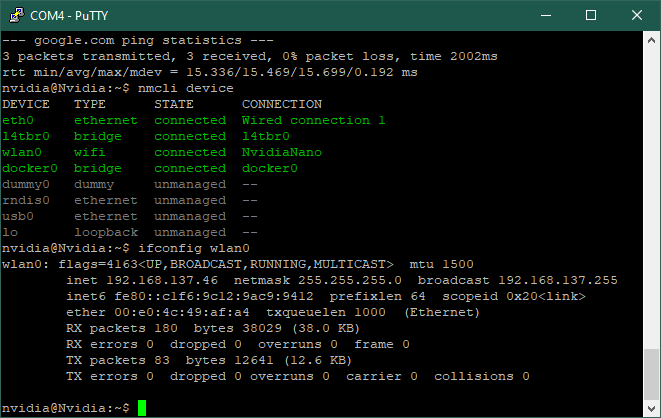 COM4 - PuTTY
--- google.com ping statistics ---
3 packets transmitted, 3 received, 0% packet loss, time 2002ms
rtt min/avg/max/mdev = 15.336/15.469/15.699/0.192 ms
nvidia@Nvidia:~$ nmcli device
DEVICE   TYPE      STATE      CONNECTION
eth0     ethernet  connected  Wired connection 1
l4tbr0   bridge    connected  l4tbr0
wlan0    wifi      connected  NvidiaNano
docker0  bridge    connected  docker0
dummy0   dummy     unmanaged  --
rndis0   ethernet  unmanaged  --
usb0     ethernet  unmanaged  --
lo       loopback  unmanaged  --
nvidia@Nvidia:~$ ifconfig wlan0
wlan0: flags=4163<UP,BROADCAST,RUNNING,MULTICAST>  mtu 1500
        inet 192.168.137.46  netmask 255.255.255.0  broadcast 192.168.137.255
        inet6 fe80::c1f6:9c12:9ac9:9412  prefixlen 64  scopeid 0x20<link>
        ether 00:e0:4c:49:af:a4  txqueuelen 1000  (Ethernet)
        RX packets 180  bytes 38029 (38.0 KB)
        RX errors 0  dropped 0  overruns 0  frame 0
        TX packets 83  bytes 12641 (12.6 KB)
        TX errors 0  dropped 0 overruns 0  carrier 0  collisions 0
nvidia@Nvidia:~$